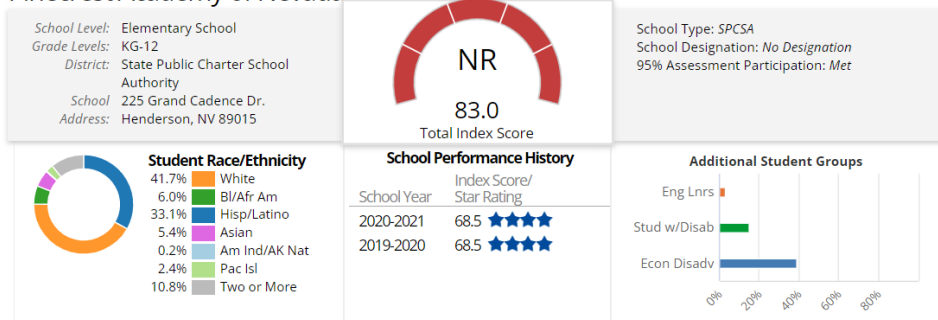 School Level: Elementary School
Grade Levels: KG-12
District: State Public Charter School
Authority
School Address: 225 Grand Cadence Dr.
Henderson, NV 89015
NR
83.0
Total Index Score
School Type: SPCSA
School Designation: No Designation
95% Assessment Participation: Met
Student Race/Ethnicity
41.7% White
6.0% Bl/Afr Am
33.1% Hisp/Latino
5.4% Asian
0.2% Am Ind/AK Nat
2.4% Pac Isl
10.8% Two or More
School Performance History
School Year Index Score/
Star Rating
2020-2021 68.5
2019-2020 68.5
Additional Student Groups
Eng Lnrs
Stud w/Disab
Econ Disadv
0% 20% 40% 60% 80%